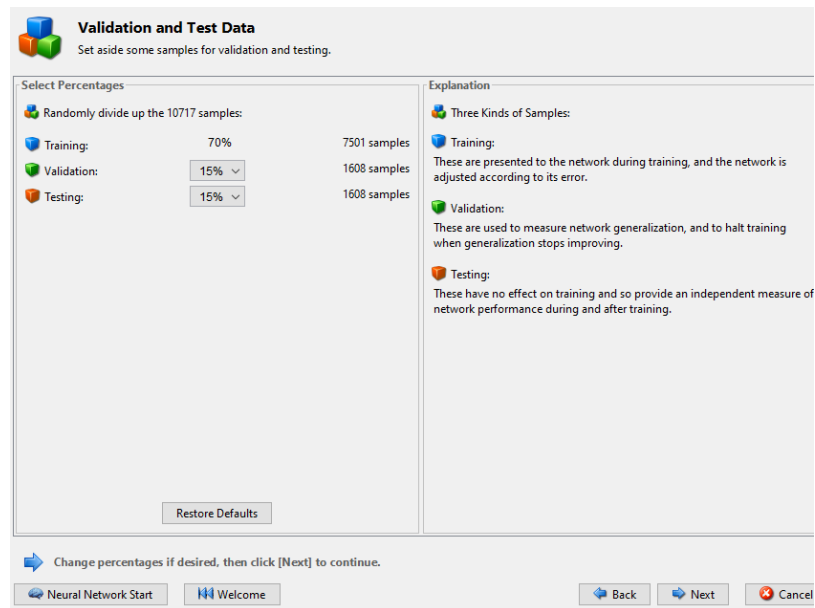 Validation and Test Data
Set aside some samples for validation and testing.
Select Percentages
Randomly divide up the 10717 samples:
Training: 70% 7501 samples
Validation: 15% 1608 samples
Testing: 15% 1608 samples
Restore Defaults
Explanation
Three Kinds of Samples:
Training:
These are presented to the network during training, and the network is
adjusted according to its error.
Validation:
These are used to measure network generalization, and to halt training
when generalization stops improving.
Testing:
These have no effect on training and so provide an independent measure of
network performance during and after training.
Change percentages if desired, then click [Next] to continue.
Neural Network Start Welcome Back Next Cancel